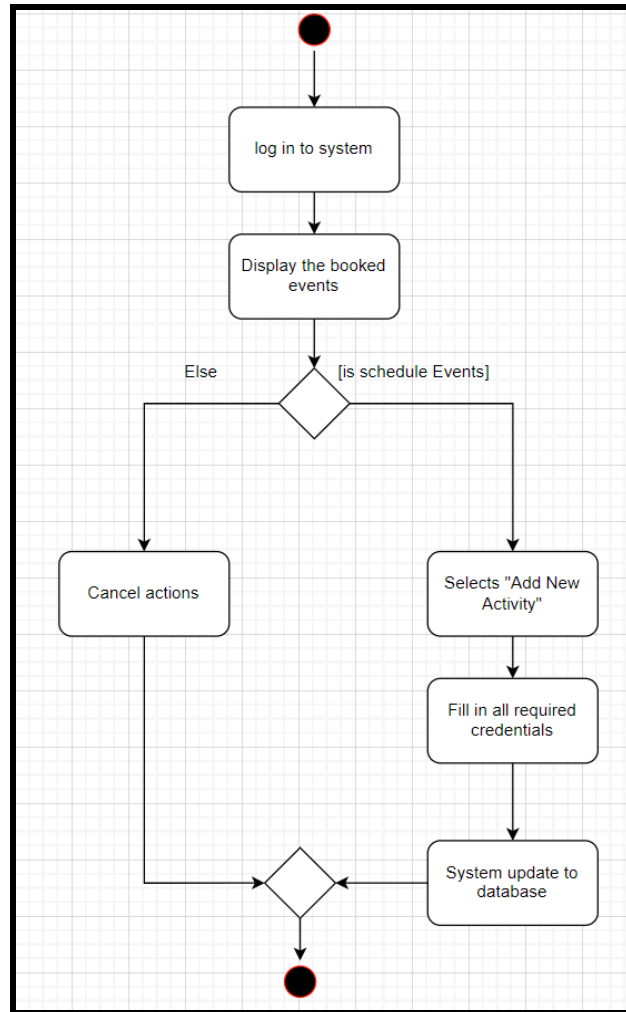 log in to system
Display the booked
events
Else
[is schedule Events]
Cancel actions
Selects "Add New
Activity"
Fill in all required
credentials
System update to
database